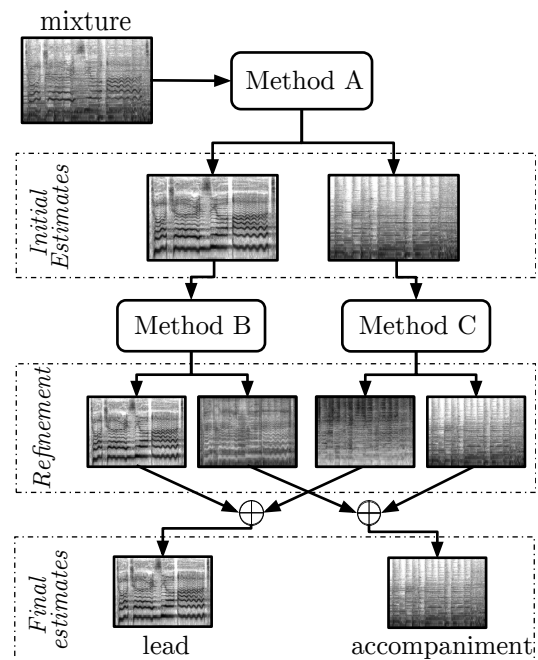 mixture
Method A
Initial
Estimates
Method B
Method C
Refinement
Final
estimates
lead
accompaniment